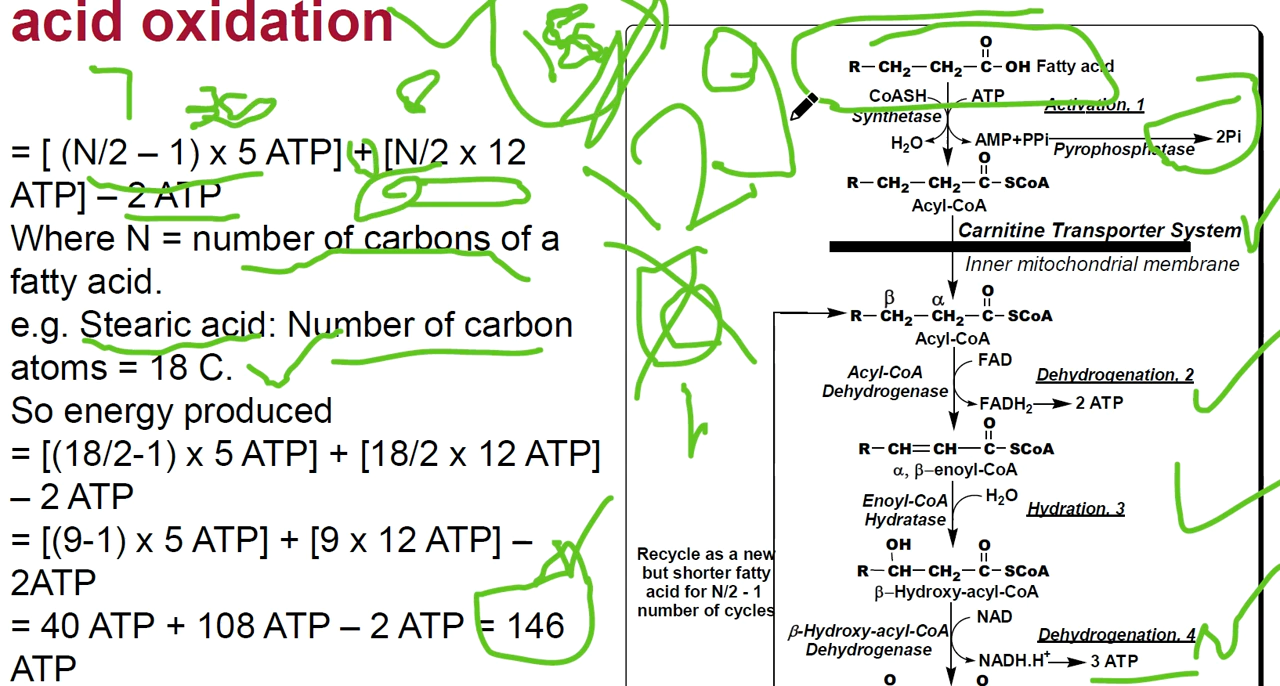 acid oxidation
= [ (N/2 – 1) x 5 ATP] + [N/2 x 12
ATP] – 2 ATP
Where N = number of carbons of a
fatty acid.
e.g. Stearic acid: Number of carbon
atoms = 18 C.
So energy produced
= [(18/2-1) x 5 ATP] + [18/2 x 12 ATP]
– 2 ATP
= [(9-1) x 5 ATP] + [9 x 12 ATP] –
2ATP
= 40 ATP + 108 ATP – 2 ATP = 146
ATP
O
R–CH₂–CH₂–C–OH Fatty acid
CoASH ATP Activation, 1
Synthetase
H₂O AMP+PPi 2Pi
Pyrophosphatase
O
R–CH₂–CH₂–C–SCoA
Acyl-CoA
Carnitine Transporter System
Inner mitochondrial membrane
β α O
R–CH₂–CH₂–C–SCoA
Acyl-CoA
FAD
Acyl-CoA Dehydrogenation, 2
Dehydrogenase
FADH₂ 2 ATP
O
R–CH=CH–C–SCoA
α, β–enoyl-CoA
Enoyl-CoA H₂O
Hydratase Hydration, 3
OH O
R–CH–CH₂–C–SCoA
β–Hydroxy-acyl-CoA
Recycle as a new
but shorter fatty
acid for N/2 - 1
number of cycles
NAD
β-Hydroxy-acyl-CoA Dehydrogenation, 4
Dehydrogenase
NADH.H⁺ 3 ATP
O O